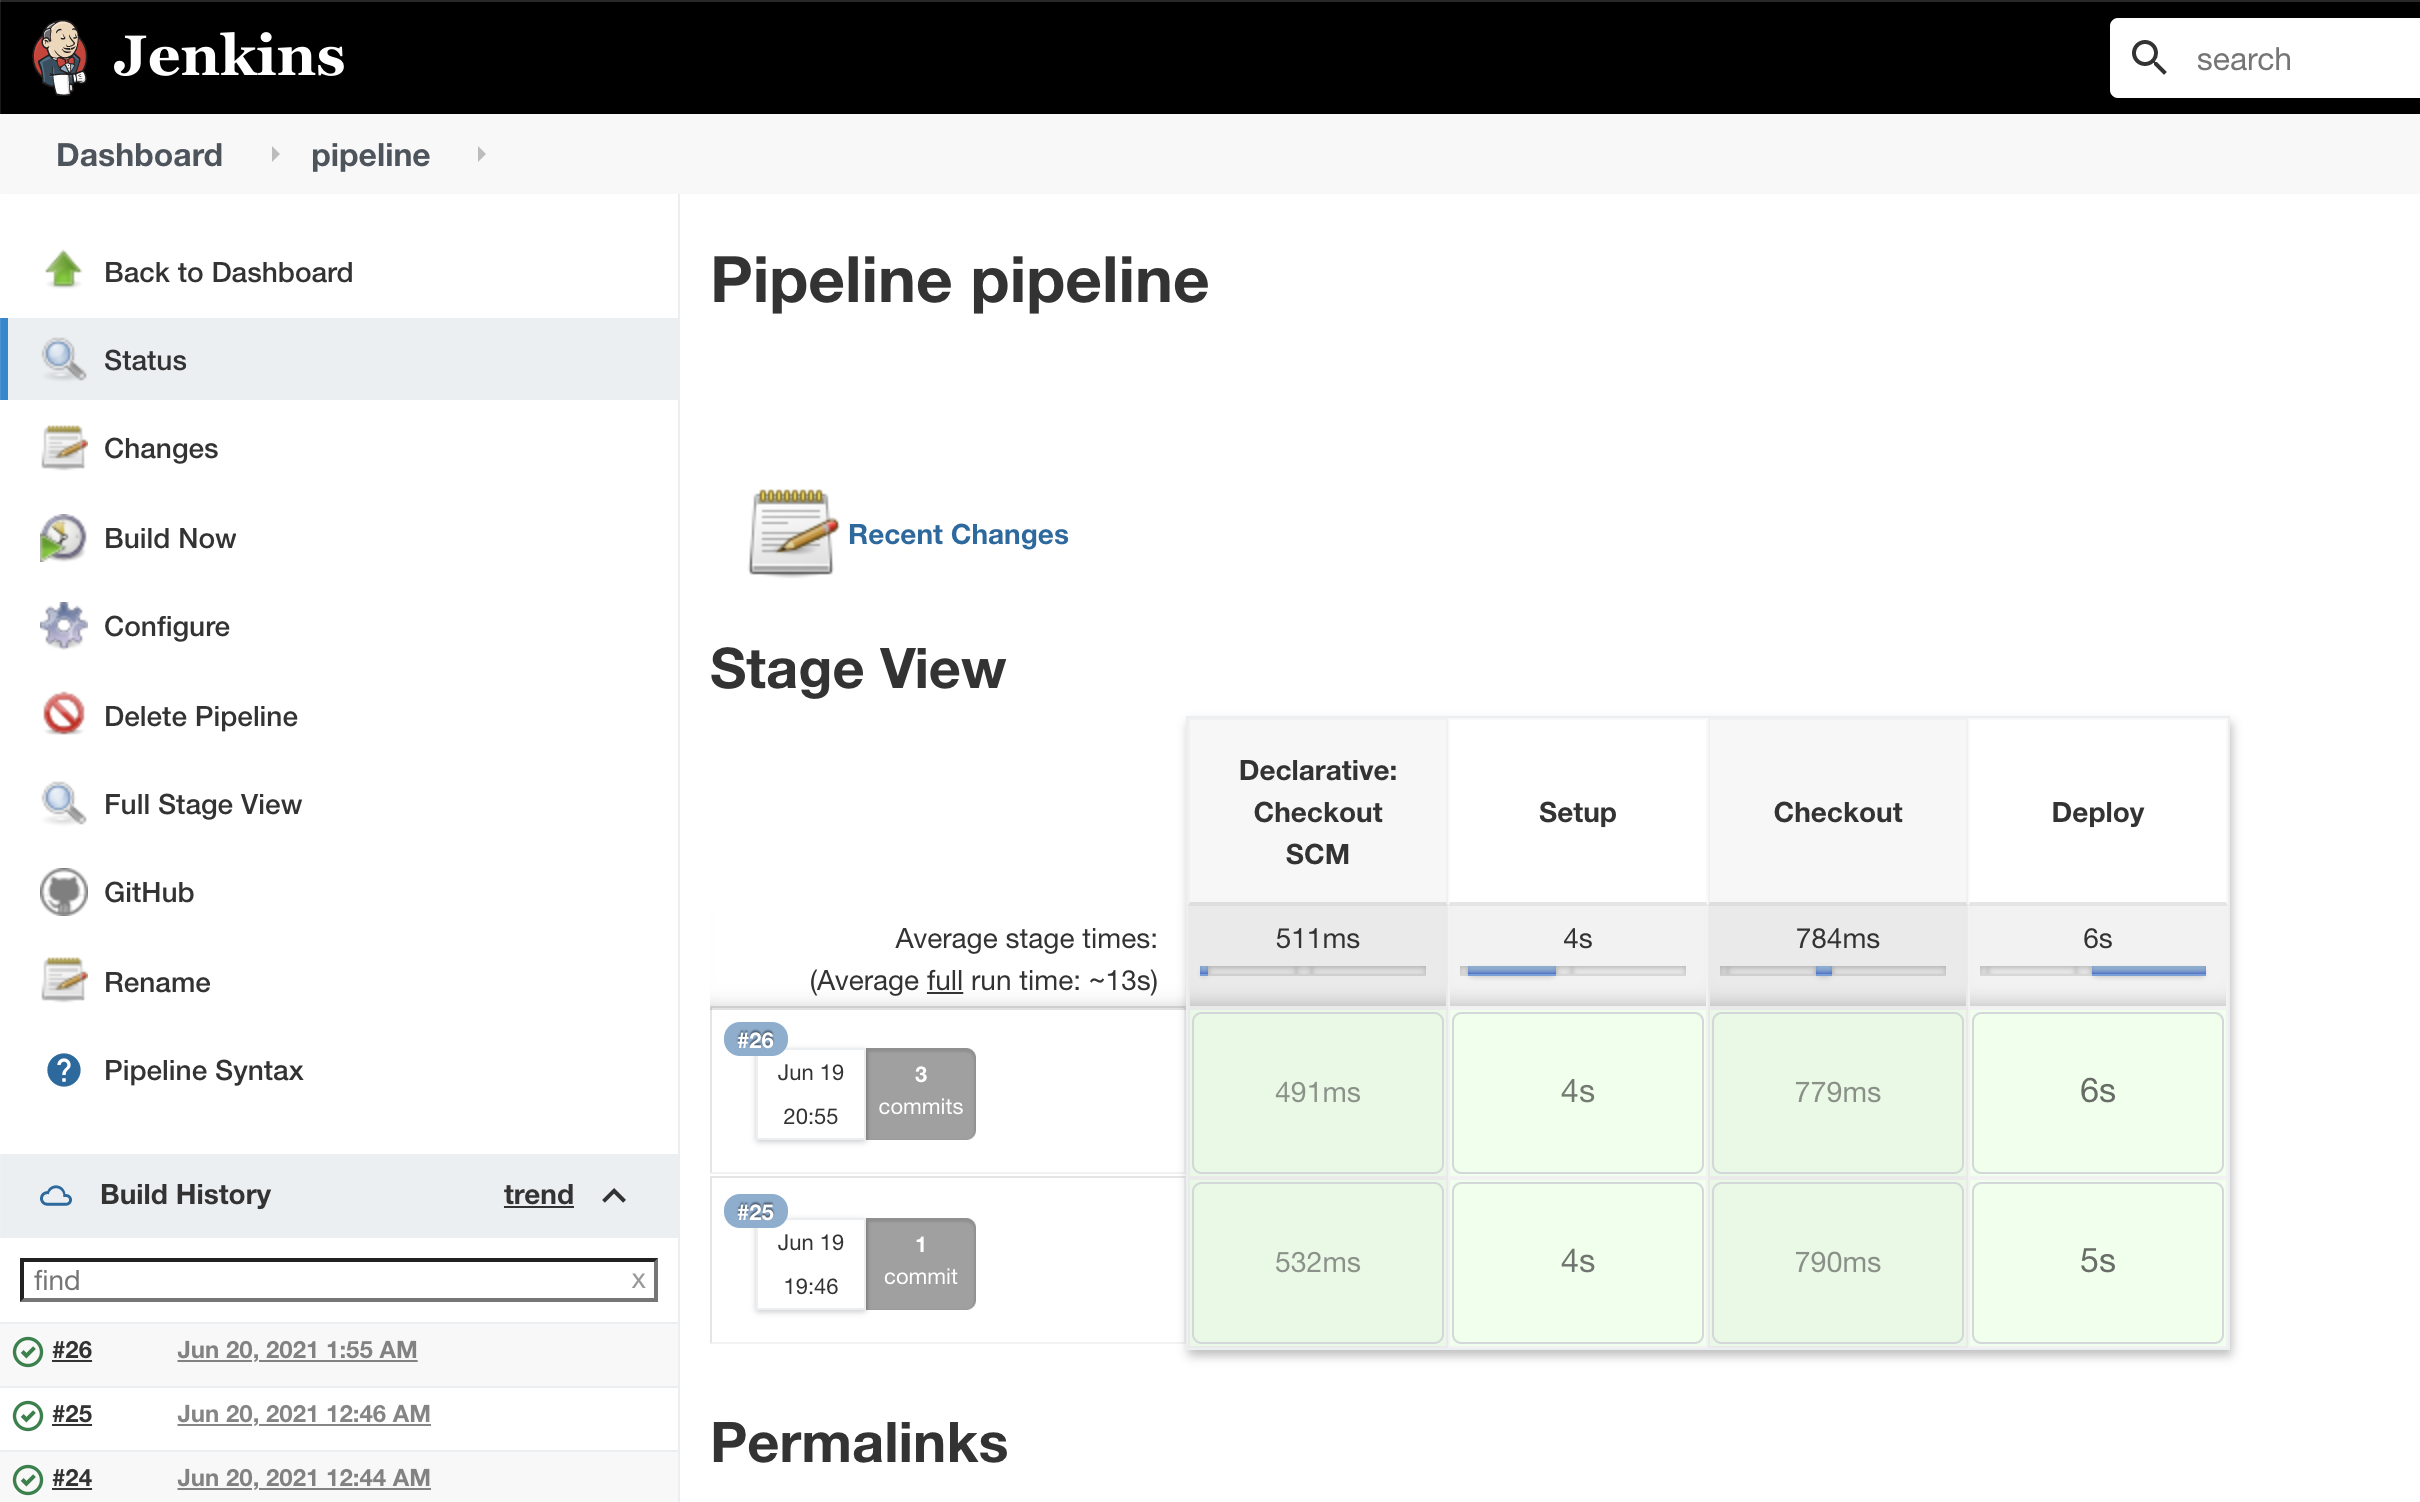 Jenkins
search
Dashboard
pipeline
Back to Dashboard
Status
Changes
Build Now
Configure
Delete Pipeline
Full Stage View
GitHub
Rename
Pipeline Syntax
Build History
trend
find
x
#26
Jun 20, 2021 1:55 AM
#25
Jun 20, 2021 12:46 AM
#24
Jun 20, 2021 12:44 AM
Pipeline pipeline
Recent Changes
Stage View
Declarative:
Checkout
SCM
Setup
Checkout
Deploy
Average stage times:
(Average full run time: ~13s)
511ms
4s
784ms
6s
#26
Jun 19
20:55
3
commits
491ms
4s
779ms
6s
#25
Jun 19
19:46
1
commit
532ms
4s
790ms
5s
Permalinks